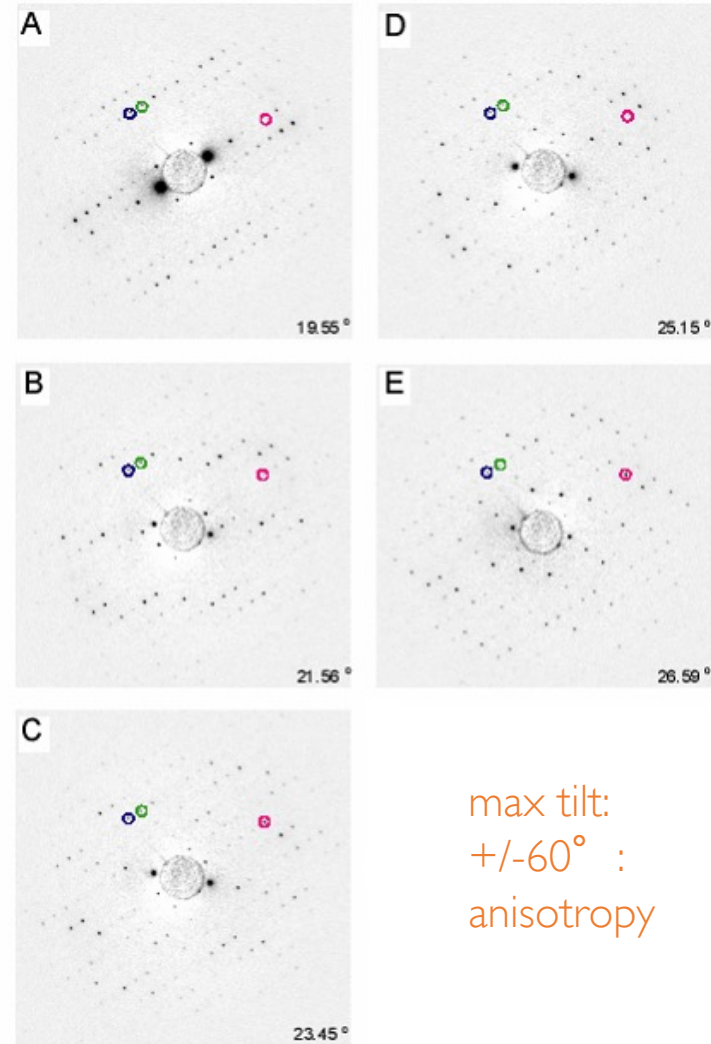 A
19.55 °
B
21.56 °
C
23.45 °
D
25.15 °
E
26.59 °
max tilt:
+/-60° :
anisotropy